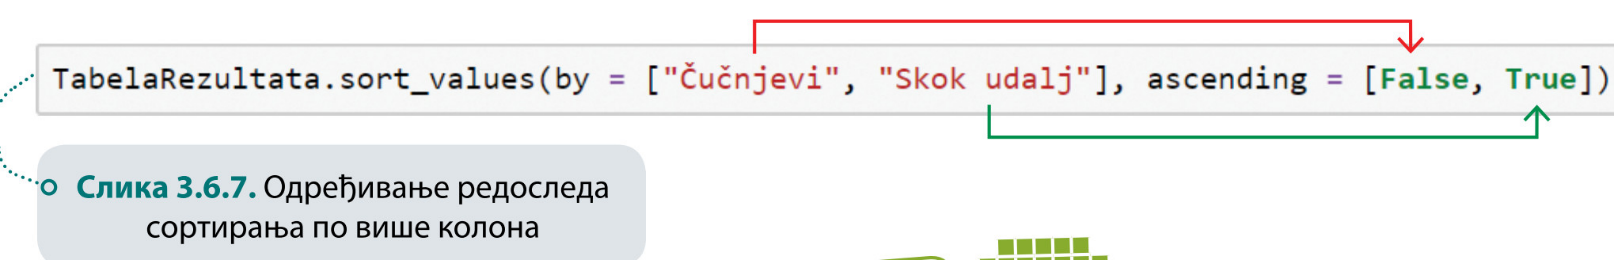 TabelaRezultata.sort_values(by = ["Čučnjevi", "Skok udalj"], ascending = [False, True])
Слика 3.6.7. Одређивање редоследа
сортирања по више колона